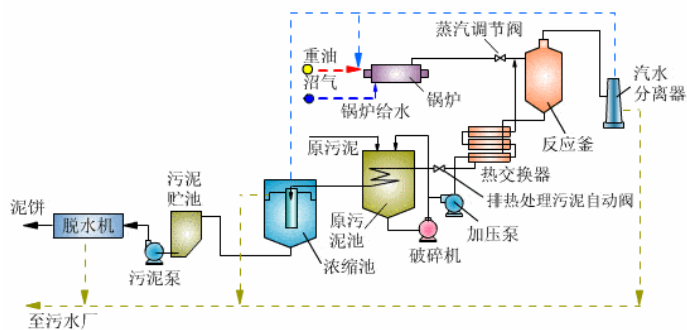 蒸汽调节阀
重油
沼气
锅炉给水
锅炉
汽水
分离器
反应釜
原污泥
热交换器
排热处理污泥自动阀
污泥
贮池
泥饼
脱水机
污泥泵
浓缩池
原污
泥池
破碎机
加压泵
至污水厂